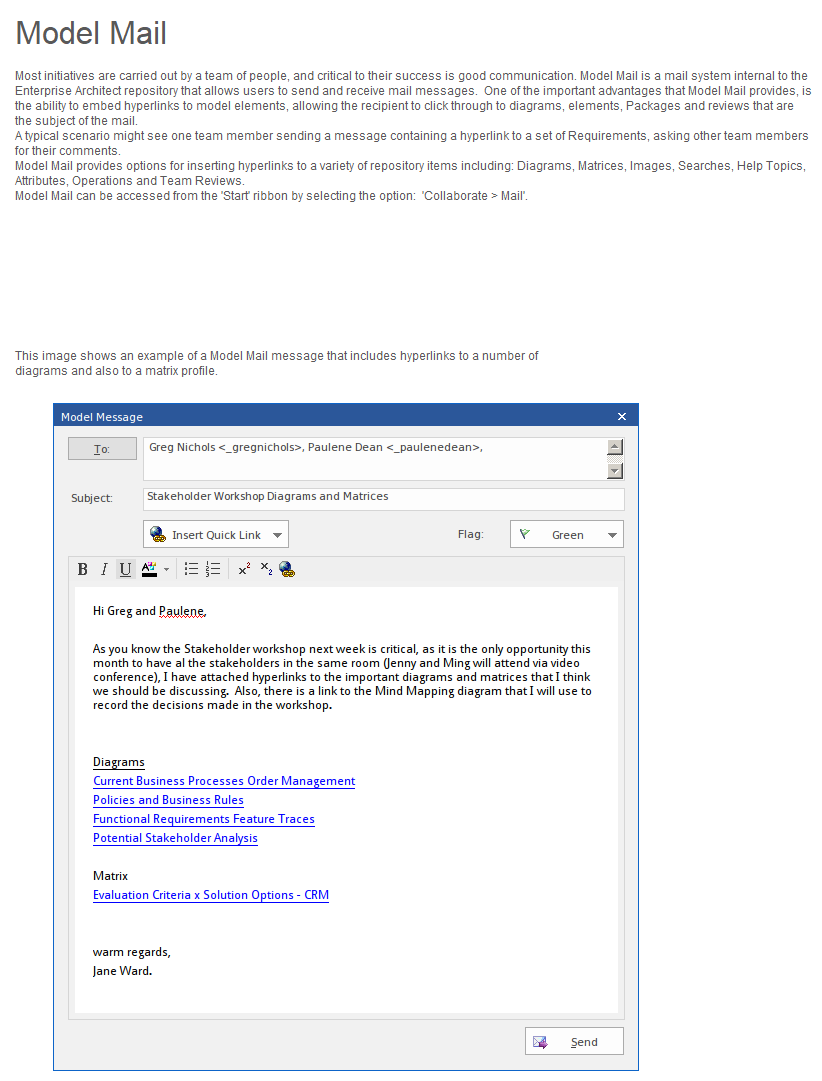 Model Mail
Most initiatives are carried out by a team of people, and critical to their success is good communication. Model Mail is a mail system internal to the
Enterprise Architect repository that allows users to send and receive mail messages.  One of the important advantages that Model Mail provides, is
the ability to embed hyperlinks to model elements, allowing the recipient to click through to diagrams, elements, Packages and reviews that are
the subject of the mail.
A typical scenario might see one team member sending a message containing a hyperlink to a set of Requirements, asking other team members
for their comments.
Model Mail provides options for inserting hyperlinks to a variety of repository items including: Diagrams, Matrices, Images, Searches, Help Topics,
Attributes, Operations and Team Reviews.
Model Mail can be accessed from the 'Start' ribbon by selecting the option:  'Collaborate > Mail'.
This image shows an example of a Model Mail message that includes hyperlinks to a number of
diagrams and also to a matrix profile.
Model Message
To: Greg Nichols <_gregnichols>, Paulene Dean <_paulenedean>,
Subject: Stakeholder Workshop Diagrams and Matrices
Insert Quick Link Flag: Green
B I U A x² x₂
Hi Greg and Paulene,
As you know the Stakeholder workshop next week is critical, as it is the only opportunity this
month to have al the stakeholders in the same room (Jenny and Ming will attend via video
conference), I have attached hyperlinks to the important diagrams and matrices that I think
we should be discussing.  Also, there is a link to the Mind Mapping diagram that I will use to
record the decisions made in the workshop.
Diagrams
Current Business Processes Order Management
Policies and Business Rules
Functional Requirements Feature Traces
Potential Stakeholder Analysis
Matrix
Evaluation Criteria x Solution Options - CRM
warm regards,
Jane Ward.
Send